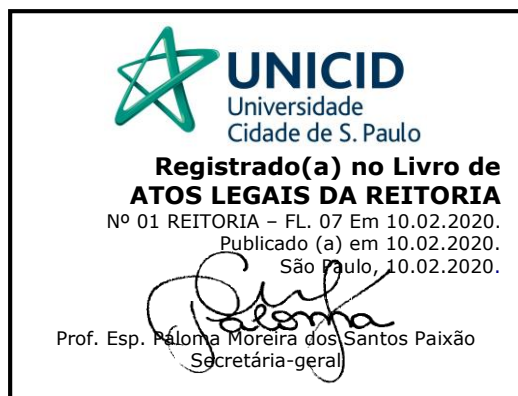 UNICID
Universidade
Cidade de S. Paulo
Registrado(a) no Livro de
ATOS LEGAIS DA REITORIA
Nº 01 REITORIA – FL. 07 Em 10.02.2020.
Publicado (a) em 10.02.2020.
São Paulo, 10.02.2020.
Paloma
Prof. Esp. Paloma Moreira dos Santos Paixão
Secretária-geral